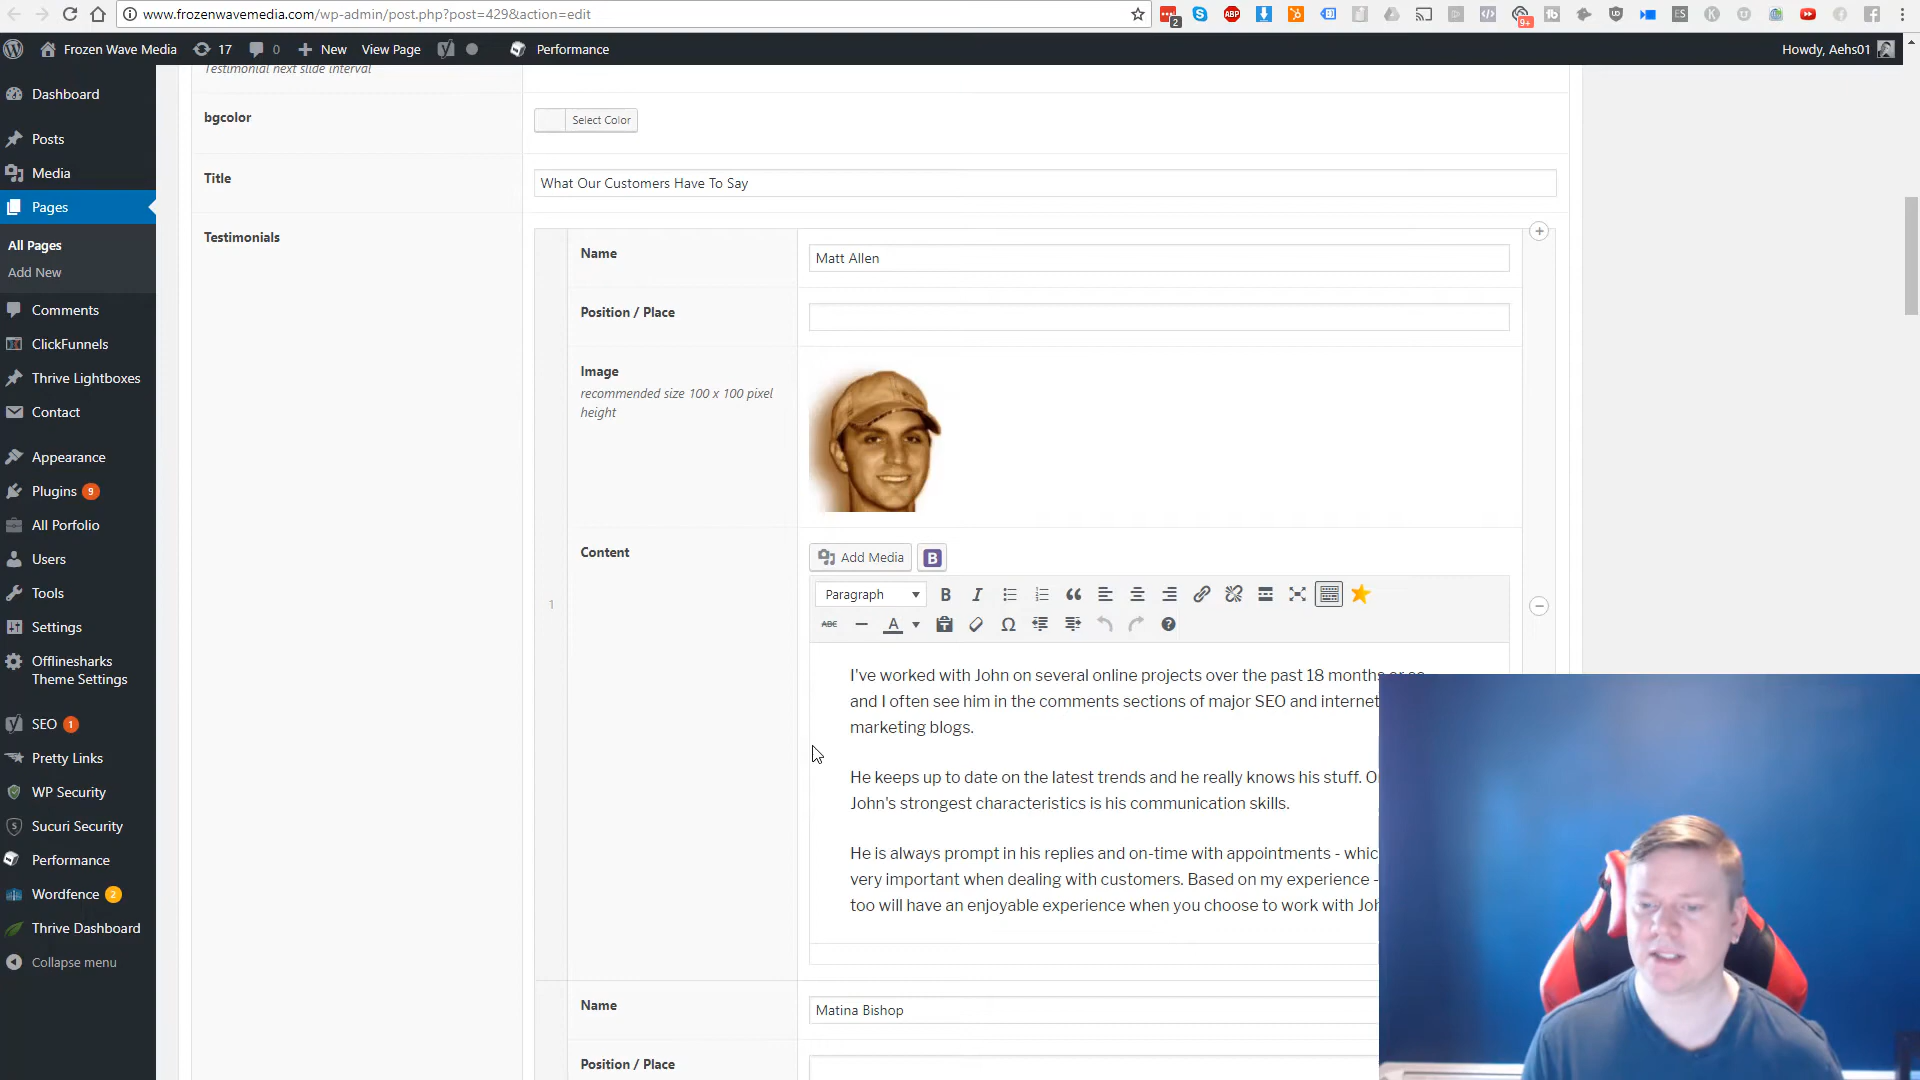 www.frozenwavemedia.com/wp-admin/post.php?post=429&action=edit
2
ABP
9+
ES
Frozen Wave Media
17
0
New
View Page
Performance
Howdy, Aehs01
Testimonial next slide interval
Dashboard
Posts
Media
Pages
All Pages
Add New
Comments
ClickFunnels
Thrive Lightboxes
Contact
Appearance
Plugins 9
All Porfolio
Users
Tools
Settings
Offlinesharks
Theme Settings
SEO 1
Pretty Links
WP Security
Sucuri Security
Performance
Wordfence 2
Thrive Dashboard
Collapse menu
bgcolor
Select Color
Title
What Our Customers Have To Say
Testimonials
1
Name
Matt Allen
Position / Place
Image
recommended size 100 x 100 pixel
height
Content
Add Media
B
Paragraph
B I
ABC
A
I've worked with John on several online projects over the past 18 months or so
and I often see him in the comments sections of major SEO and internet
marketing blogs.
He keeps up to date on the latest trends and he really knows his stuff.
John's strongest characteristics is his communication skills.
He is always prompt in his replies and on-time with appointments -
very important when dealing with customers. Based on my experience -
too will have an enjoyable experience when you choose to work with
Name
Matina Bishop
Position / Place